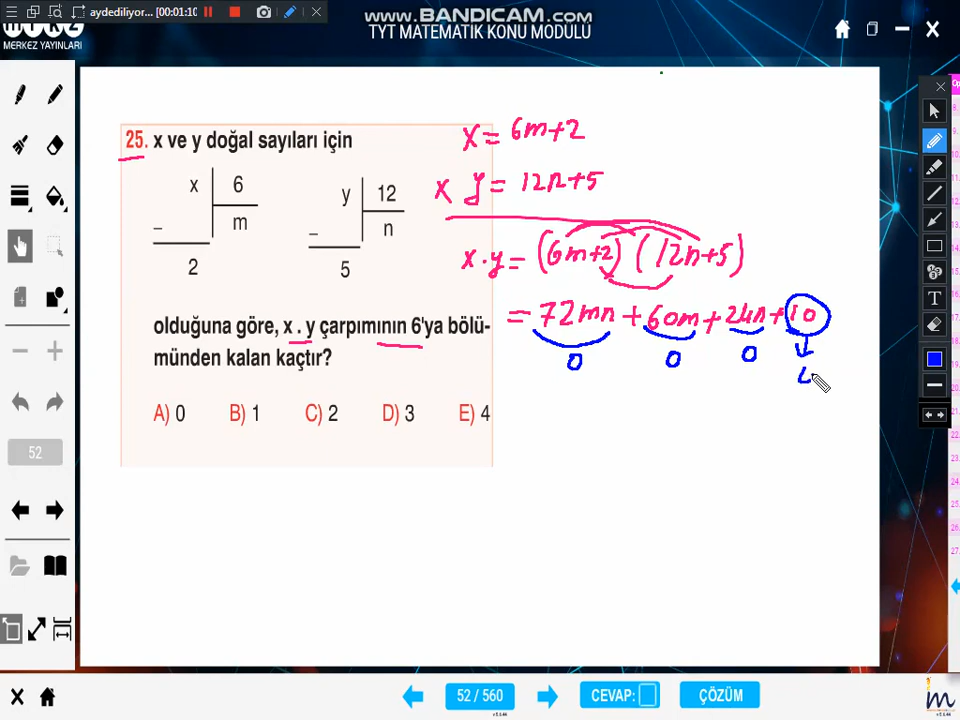 aydediliyor... [00:01:10
www.BANDICAM.com
MERKEZ YAYINLARI
TYT MATEMATİK KONU MODÜLÜ
25. x ve y doğal sayıları için
x 6
m
2
y 12
n
5
olduğuna göre, x . y çarpımının 6'ya bölü-
münden kalan kaçtır?
A) 0 B) 1 C) 2 D) 3 E) 4
x = 6m+2
x y = 12n+5
x.y = (6m+2) (12n+5)
= 72mn + 60m + 24n + 10
0 0 0
52
52 / 560
CEVAP:
ÇÖZÜM